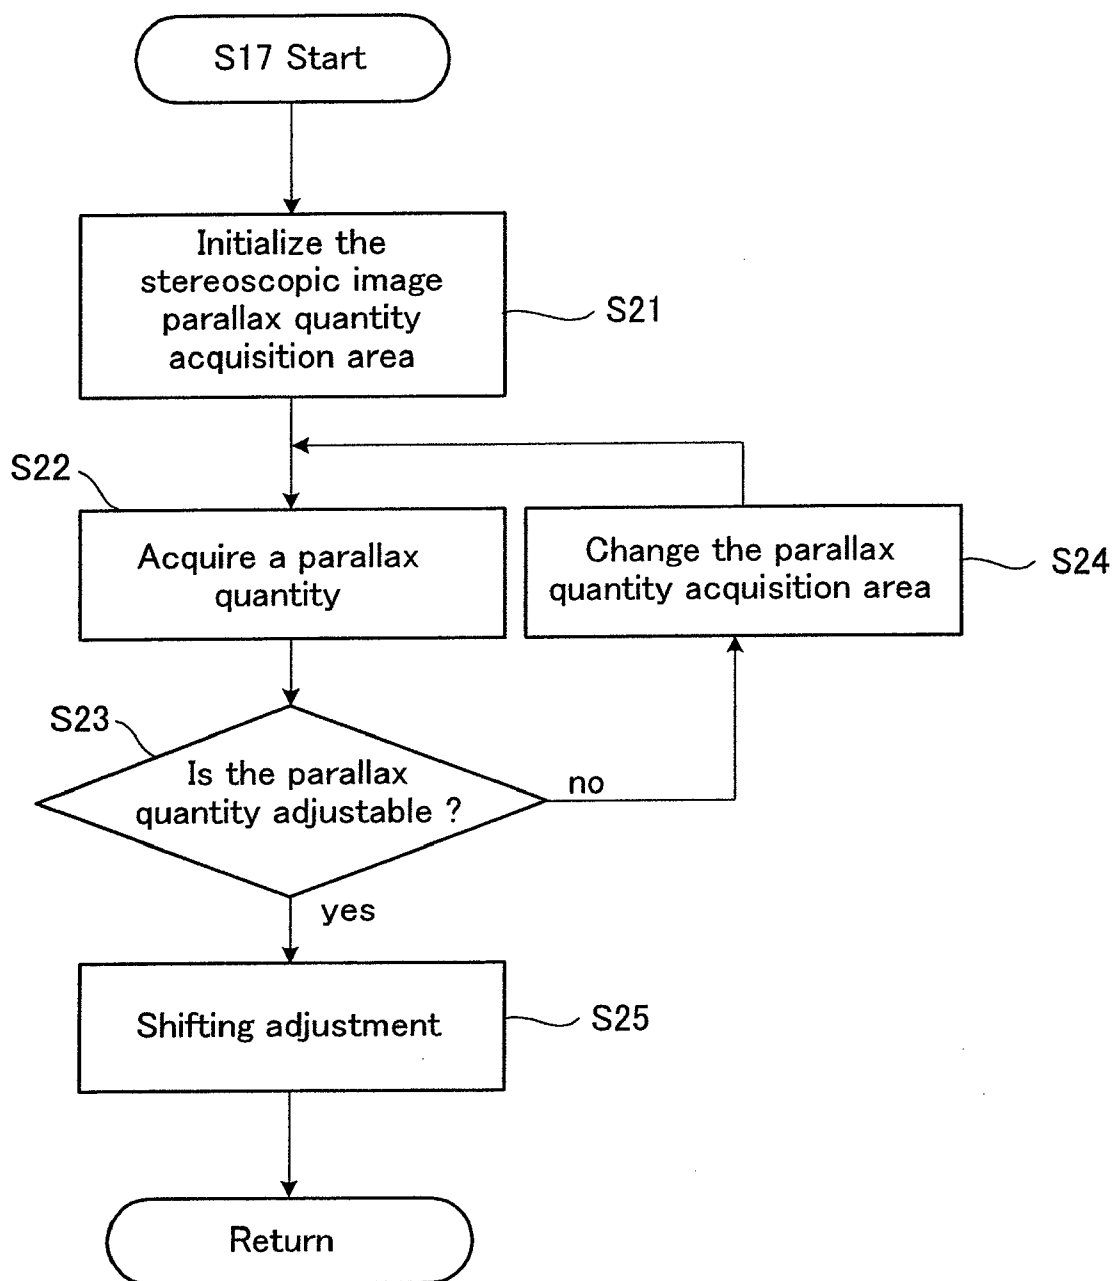 S17 Start
Initialize the
stereoscopic image
parallax quantity
acquisition area
S21
S22
Acquire a parallax
quantity
Change the parallax
quantity acquisition area
S24
S23
Is the parallax
quantity adjustable ?
no
yes
Shifting adjustment
S25
Return